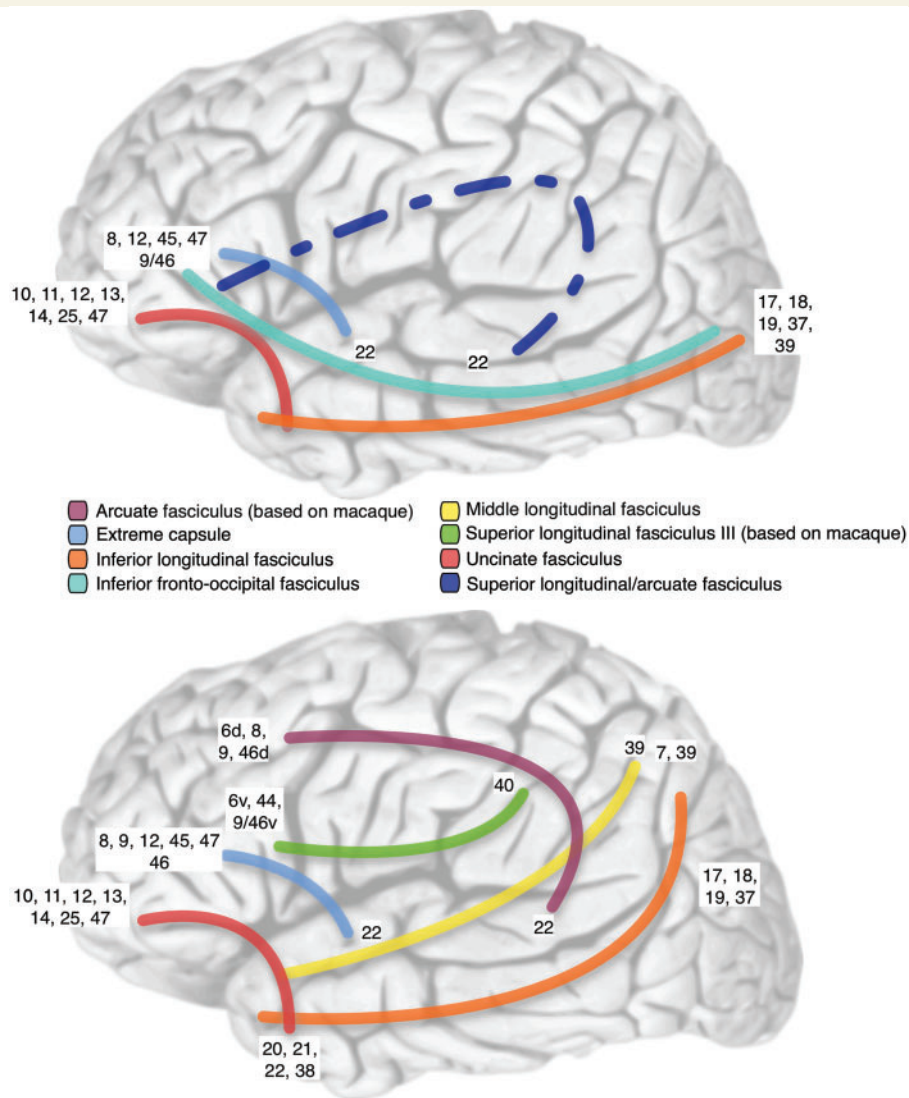 8, 12, 45, 47
9/46
10, 11, 12, 13,
14, 25, 47
22
22
17, 18,
19, 37,
39
Arcuate fasciculus (based on macaque)
Extreme capsule
Inferior longitudinal fasciculus
Inferior fronto-occipital fasciculus
Middle longitudinal fasciculus
Superior longitudinal fasciculus III (based on macaque)
Uncinate fasciculus
Superior longitudinal/arcuate fasciculus
6d, 8,
9, 46d
39
7, 39
40
6v, 44,
9/46v
8, 9, 12, 45, 47
46
10, 11, 12, 13,
14, 25, 47
22
22
17, 18,
19, 37
20, 21,
22, 38